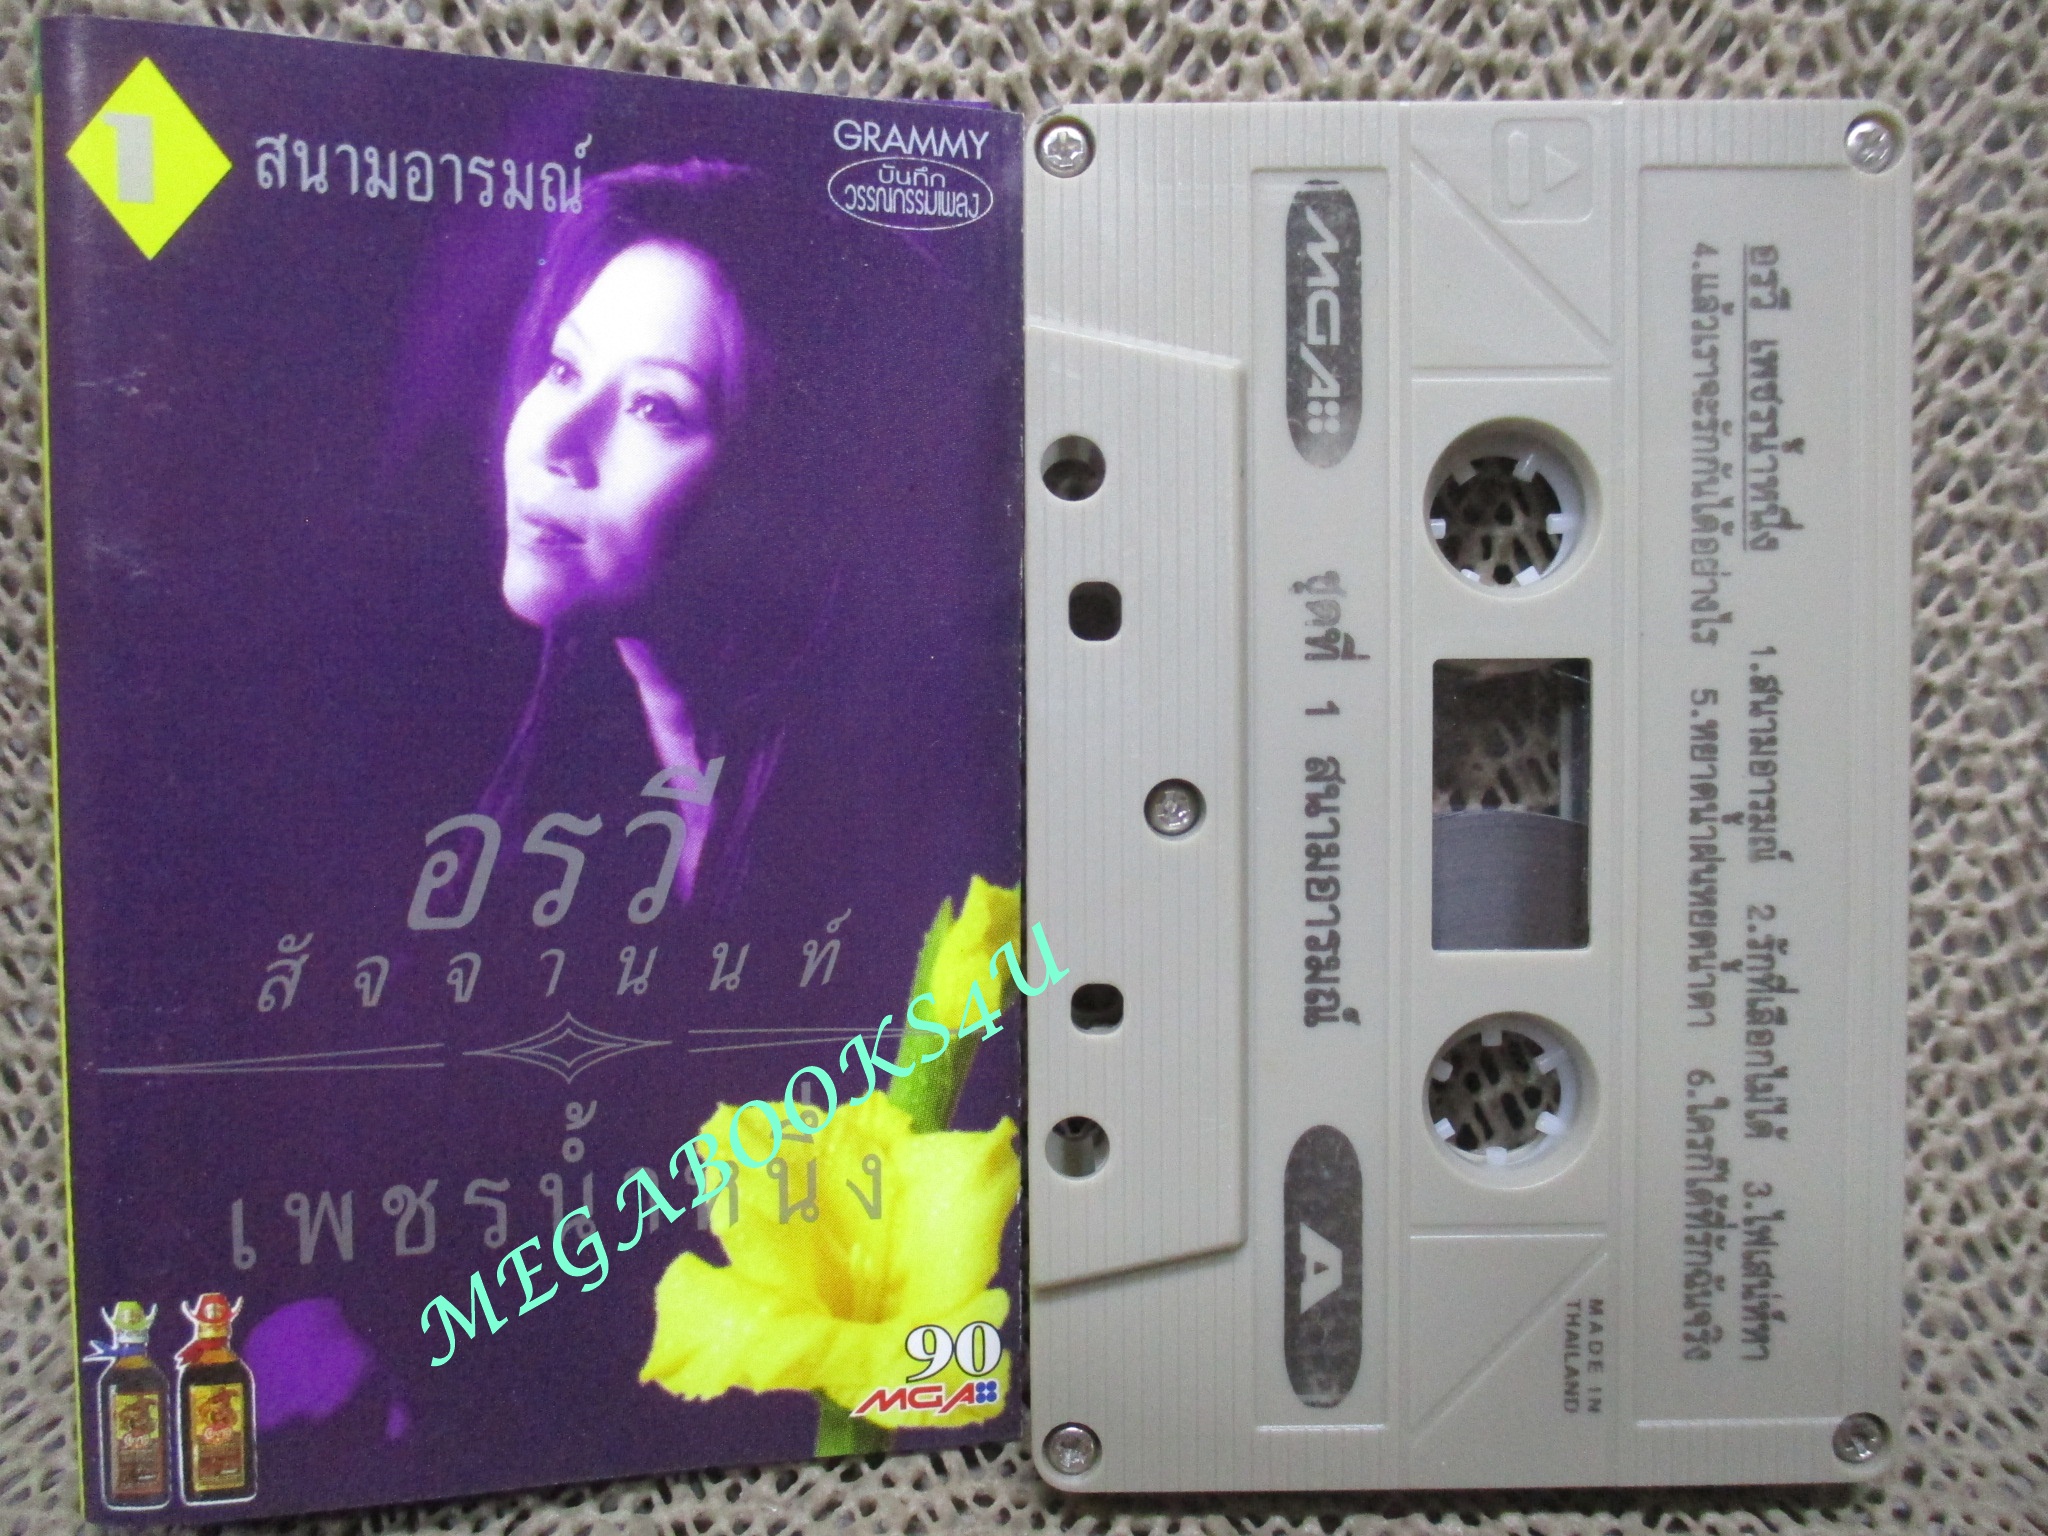 1
สนามอารมณ์
GRAMMY
บันทึก
วรรณกรรมเพลง
อรวี
สัจจานนท์
เพชรน้ำหนึ่ง
MEGABOOKS4U
90
MGA
อรวี เพชรน้ำหนึ่ง 1.สนามอารมณ์ 2.รักที่เลือกไม่ได้ 3.ไฟเสน่ห์หา
4.แล้วเราจะรักกันได้อย่างไร 5.หยาดน้ำฝนหยดน้ำตา 6.ใครก็ได้ที่รักฉันจริง
MADE IN
THAILAND
MGA ชุดที่ 1 สนามอารมณ์ A